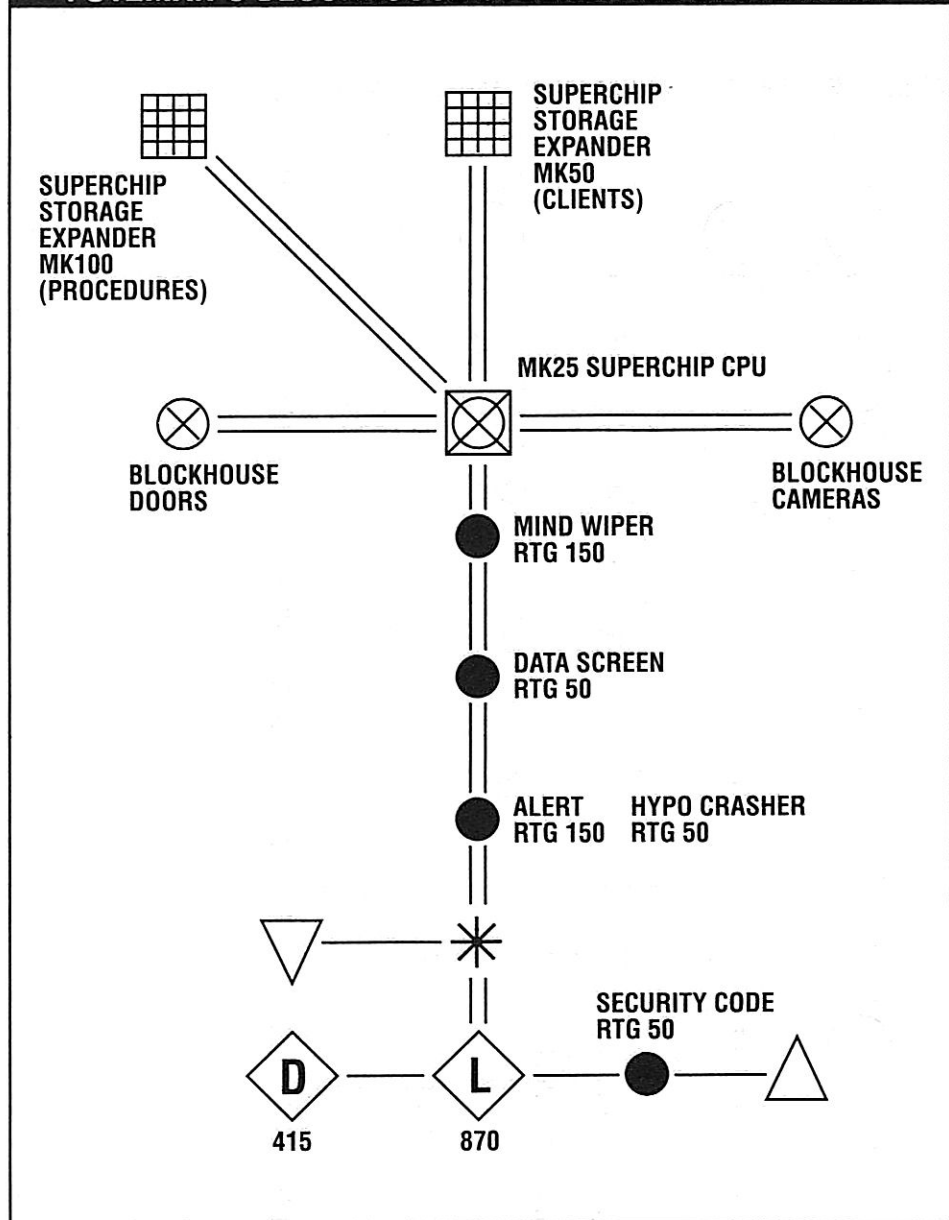 SUPERCHIP
STORAGE
EXPANDER
MK50
(CLIENTS)
SUPERCHIP
STORAGE
EXPANDER
MK100
(PROCEDURES)
MK25 SUPERCHIP CPU
BLOCKHOUSE
DOORS
BLOCKHOUSE
CAMERAS
MIND WIPER
RTG 150
DATA SCREEN
RTG 50
ALERT HYPO CRASHER
RTG 150 RTG 50
SECURITY CODE
RTG 50
D L
415 870